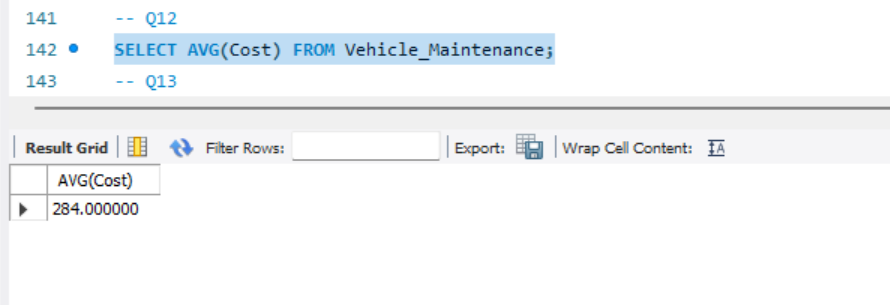 141 -- Q12
142 SELECT AVG(Cost) FROM Vehicle_Maintenance;
143 -- Q13
Result Grid Filter Rows: Export: Wrap Cell Content: IA
AVG(Cost)
284.000000